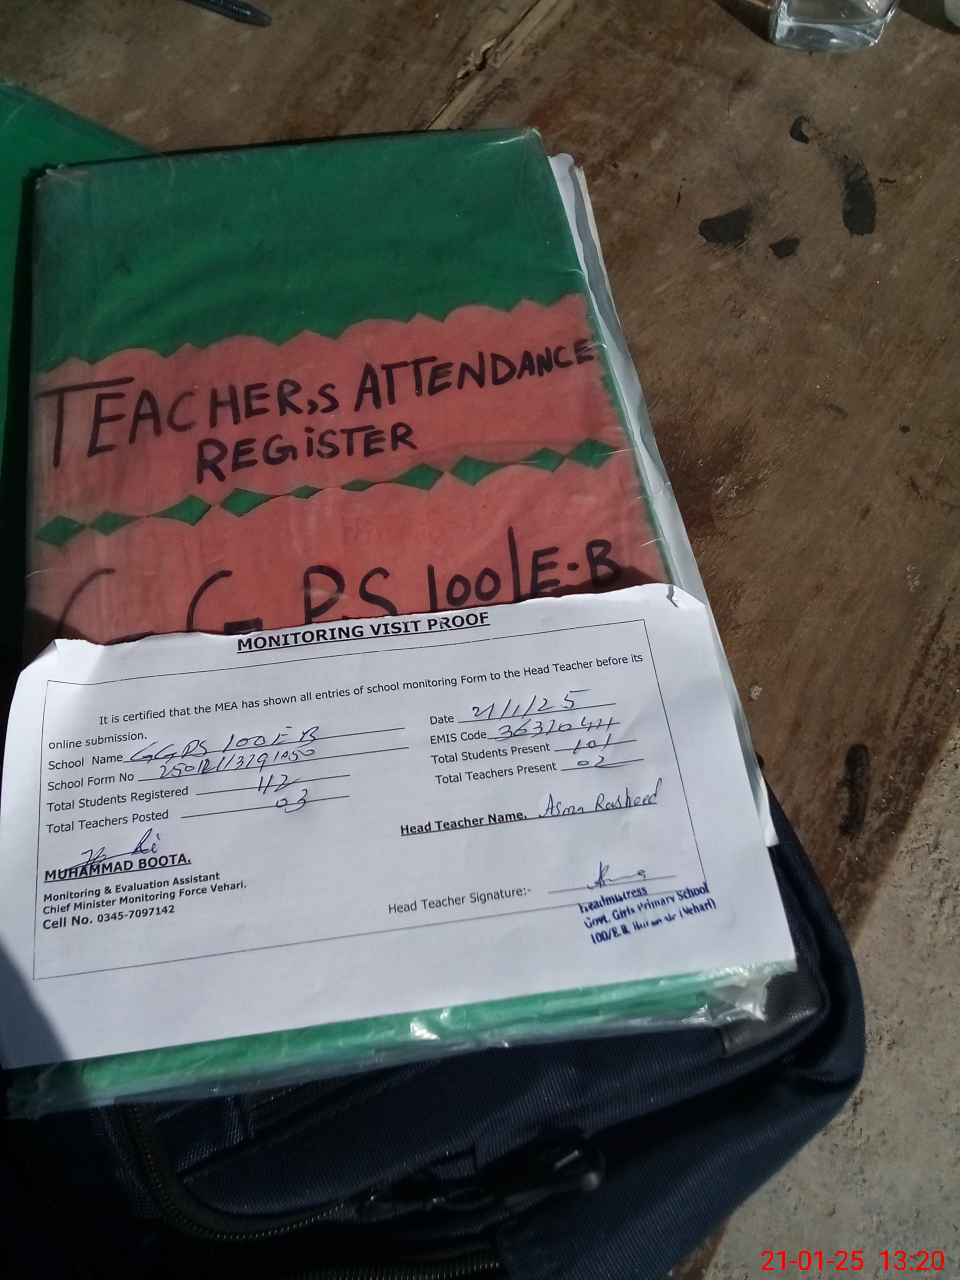 TEACHER,S ATTENDANCE
REGISTER
G G P.S 100/E-B
MONITORING VISIT PROOF
It is certified that the MEA has shown all entries of school monitoring Form to the Head Teacher before its
online submission.
School Name GGPS 100EB
School Form No
Total Students Registered
Total Teachers Posted 03
Date 21/1/25
EMIS Code
Total Students Present 101
Total Teachers Present 02
Head Teacher Name. Asma Rasheed
MUHAMMAD BOOTA.
Monitoring & Evaluation Assistant
Chief Minister Monitoring Force Vehari.
Cell No. 0345-7097142
Head Teacher Signature:-
Headmistress
Govt. Girls Primary School
100/E.B. (Vehari)
21-01-25 13:20